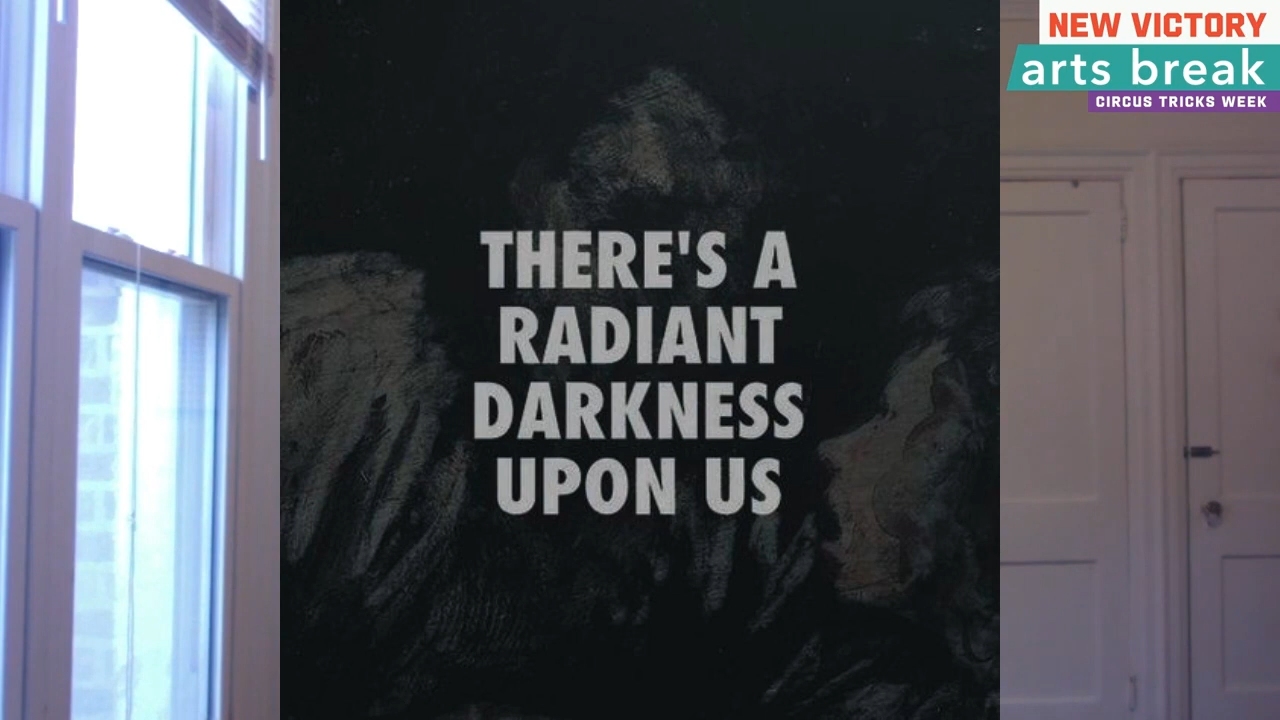 NEW VICTORY
arts break
CIRCUS TRICKS WEEK
THERE'S A
RADIANT
DARKNESS
UPON US